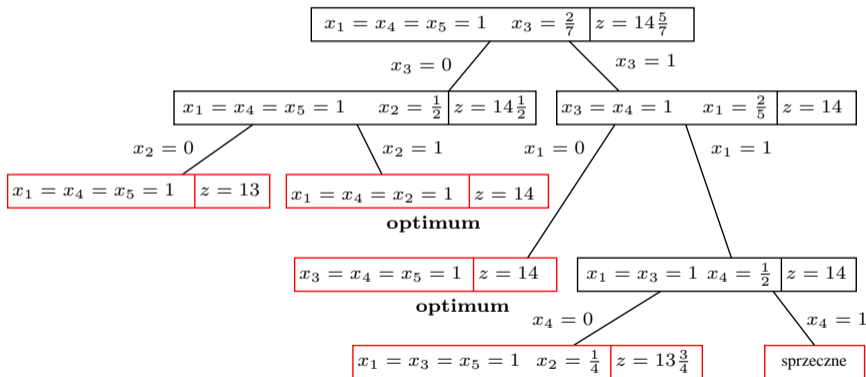 x₁ = x₄ = x₅ = 1 x₃ = 2/7 z = 14 5/7
x₃ = 0 x₃ = 1
x₁ = x₄ = x₅ = 1 x₂ = 1/2 z = 14 1/2 x₃ = x₄ = 1 x₁ = 2/5 z = 14
x₂ = 0 x₂ = 1 x₁ = 0 x₁ = 1
x₁ = x₄ = x₅ = 1 z = 13 x₁ = x₄ = x₂ = 1 z = 14
optimum
x₃ = x₄ = x₅ = 1 z = 14 x₁ = x₃ = 1 x₄ = 1/2 z = 14
optimum
x₄ = 0 x₄ = 1
x₁ = x₃ = x₅ = 1 x₂ = 1/4 z = 13 3/4 sprzeczne